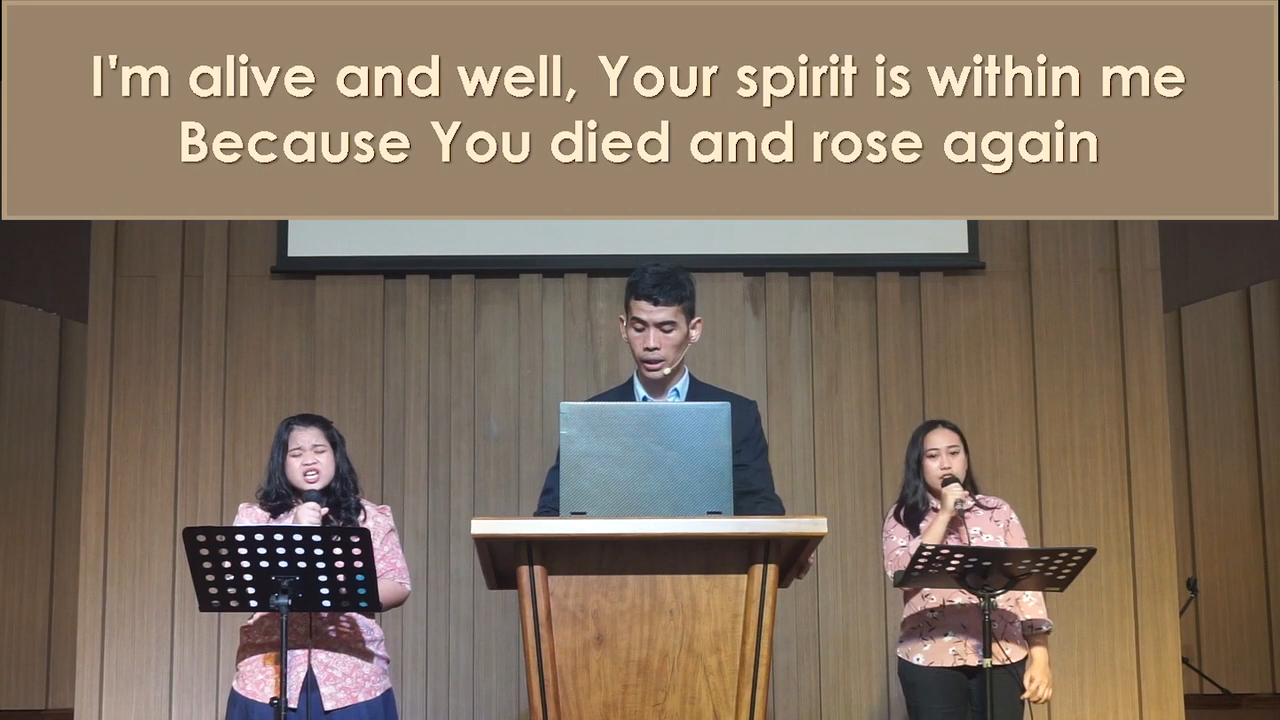 I'm alive and well, Your spirit is within me
Because You died and rose again